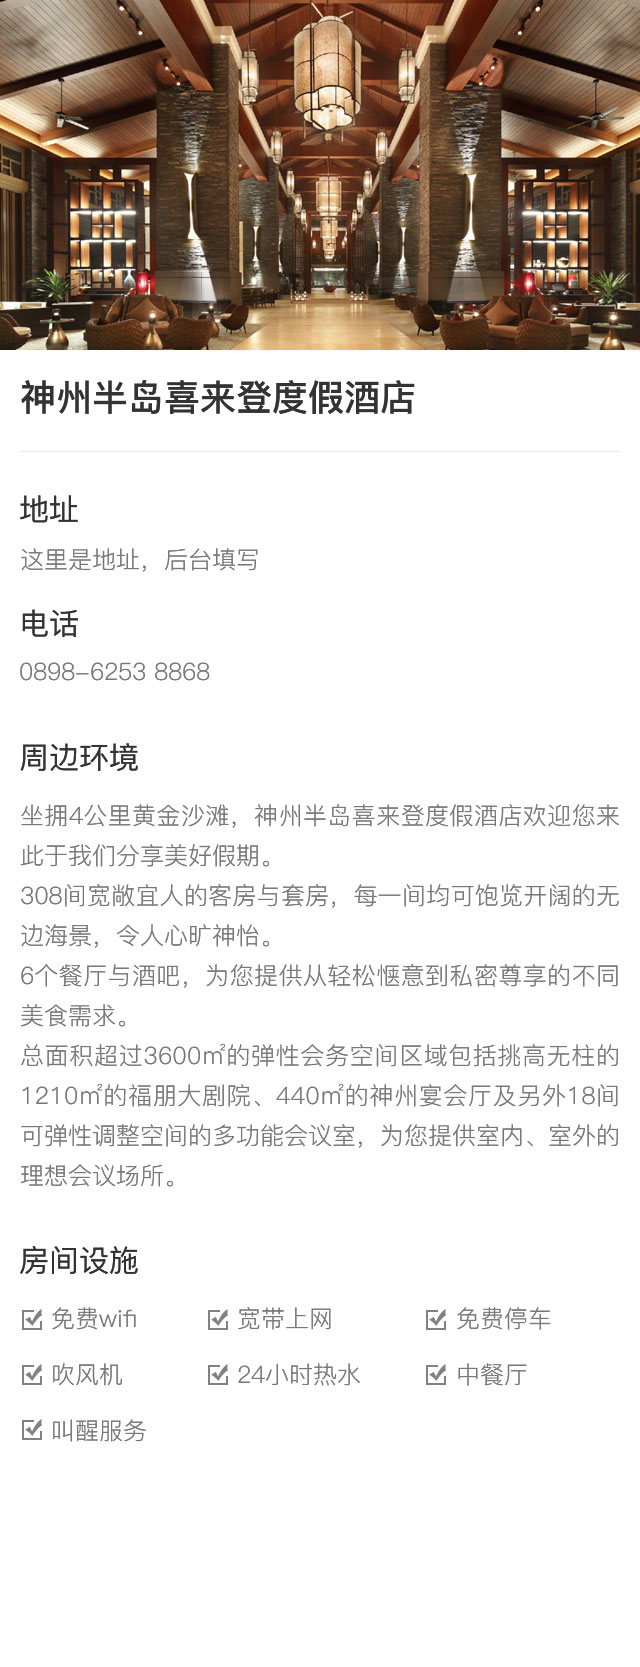 神州半岛喜来登度假酒店
地址
这里是地址，后台填写
电话
0898-6253 8868
周边环境
坐拥4公里黄金沙滩，神州半岛喜来登度假酒店欢迎您来
此于我们分享美好假期。
308间宽敞宜人的客房与套房，每一间均可饱览开阔的无
边海景，令人心旷神怡。
6个餐厅与酒吧，为您提供从轻松惬意到私密尊享的不同
美食需求。
总面积超过3600㎡的弹性会务空间区域包括挑高无柱的
1210㎡的福朋大剧院、440㎡的神州宴会厅及另外18间
可弹性调整空间的多功能会议室，为您提供室内、室外的
理想会议场所。
房间设施
免费wifi 宽带上网 免费停车
吹风机 24小时热水 中餐厅
叫醒服务